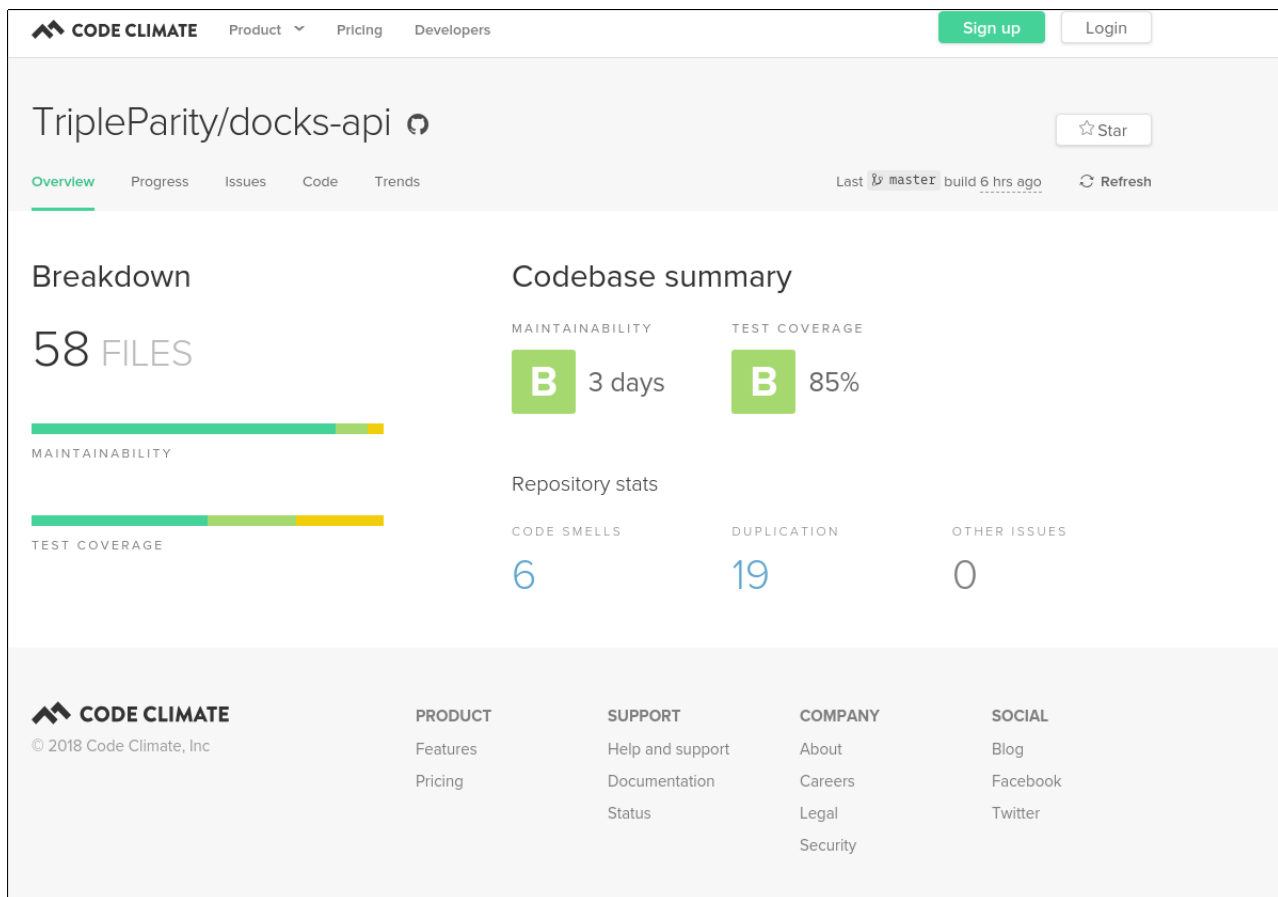 CODE CLIMATE Product Pricing Developers Sign up Login
TripleParity/docks-api
Star
Overview Progress Issues Code Trends Last master build 6 hrs ago Refresh
Breakdown
58 FILES
MAINTAINABILITY
TEST COVERAGE
Codebase summary
MAINTAINABILITY TEST COVERAGE
B 3 days B 85%
Repository stats
CODE SMELLS DUPLICATION OTHER ISSUES
6 19 0
CODE CLIMATE
© 2018 Code Climate, Inc
PRODUCT
Features
Pricing
SUPPORT
Help and support
Documentation
Status
COMPANY
About
Careers
Legal
Security
SOCIAL
Blog
Facebook
Twitter